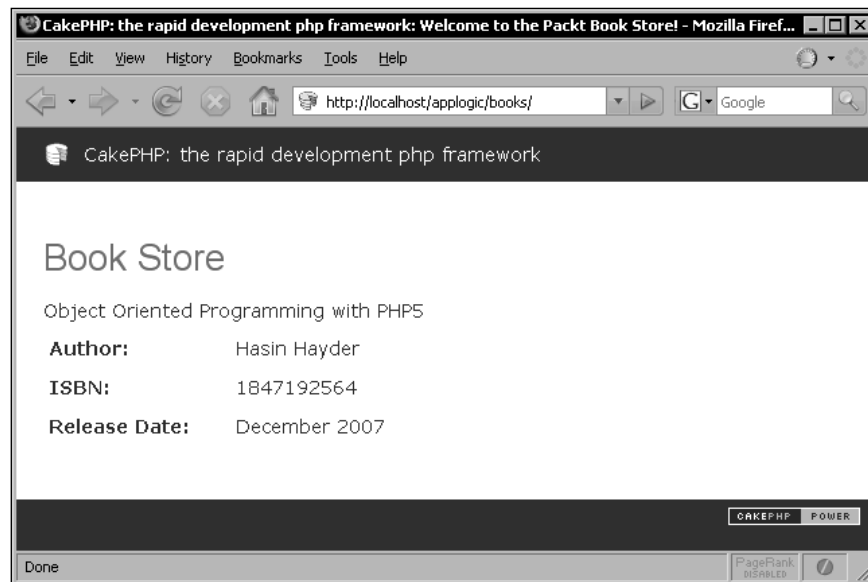 CakePHP: the rapid development php framework: Welcome to the Packt Book Store! - Mozilla Firef...
File Edit View History Bookmarks Tools Help
http://localhost/applogic/books/ G Google
CakePHP: the rapid development php framework
Book Store
Object Oriented Programming with PHP5
Author: Hasin Hayder
ISBN: 1847192564
Release Date: December 2007
CAKEPHP POWER
Done PageRank
DISABLED